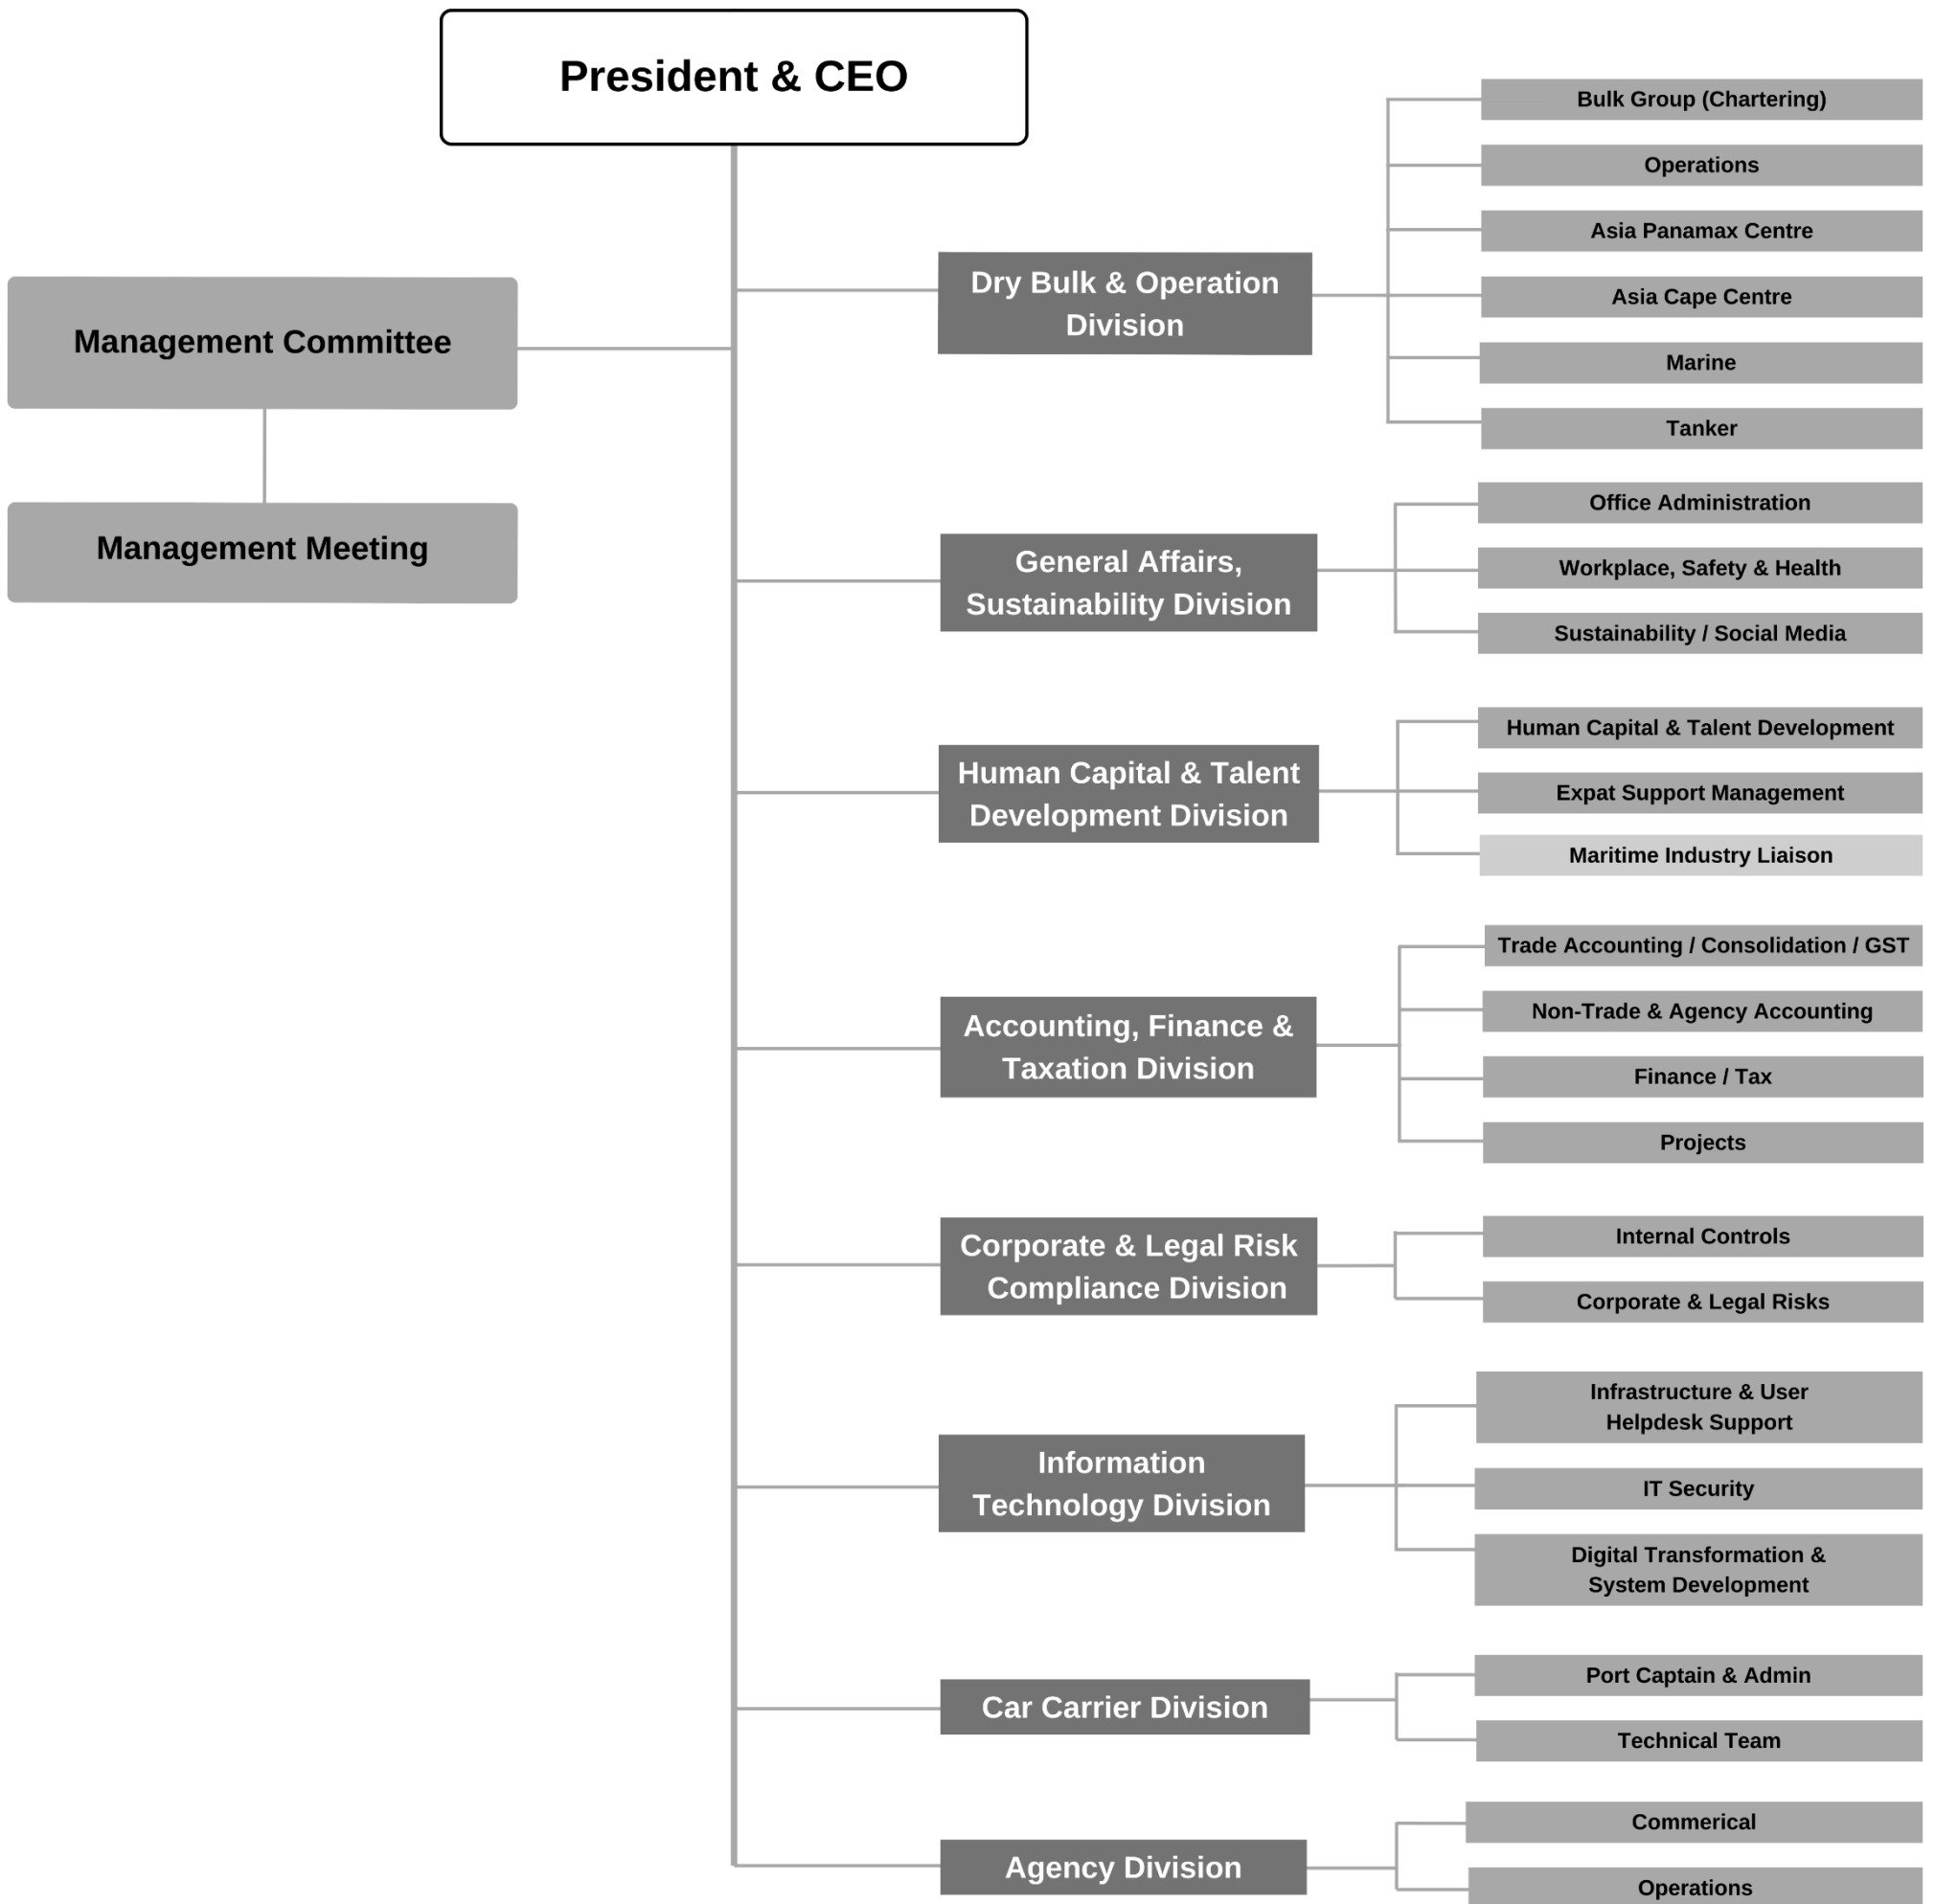 President & CEO
Management Committee
Management Meeting
Dry Bulk & Operation
Division
Bulk Group (Chartering)
Operations
Asia Panamax Centre
Asia Cape Centre
Marine
Tanker
General Affairs,
Sustainability Division
Office Administration
Workplace, Safety & Health
Sustainability / Social Media
Human Capital & Talent
Development Division
Human Capital & Talent Development
Expat Support Management
Maritime Industry Liaison
Accounting, Finance &
Taxation Division
Trade Accounting / Consolidation / GST
Non-Trade & Agency Accounting
Finance / Tax
Projects
Corporate & Legal Risk
Compliance Division
Internal Controls
Corporate & Legal Risks
Information
Technology Division
Infrastructure & User
Helpdesk Support
IT Security
Digital Transformation &
System Development
Car Carrier Division
Port Captain & Admin
Technical Team
Agency Division
Commerical
Operations